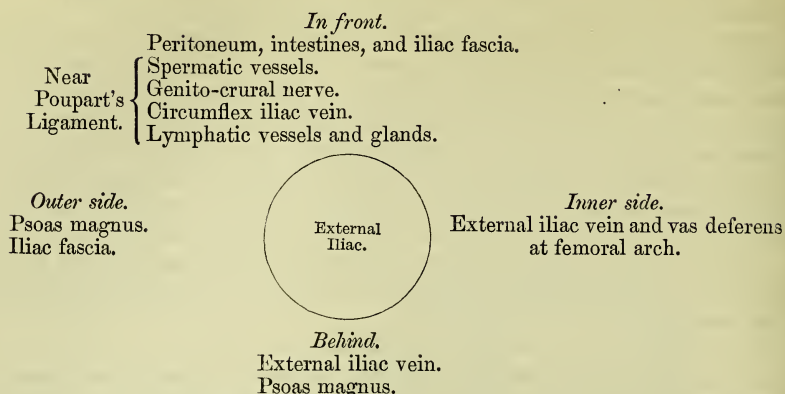 In front.
Peritoneum, intestines, and iliac fascia.
Near
Poupart's
Ligament.
Spermatic vessels.
Genito-crural nerve.
Circumflex iliac vein.
Lymphatic vessels and glands.
Outer side.
Psoas magnus.
Iliac fascia.
External
Iliac.
Inner side.
External iliac vein and vas deferens
at femoral arch.
Behind.
External iliac vein.
Psoas magnus.